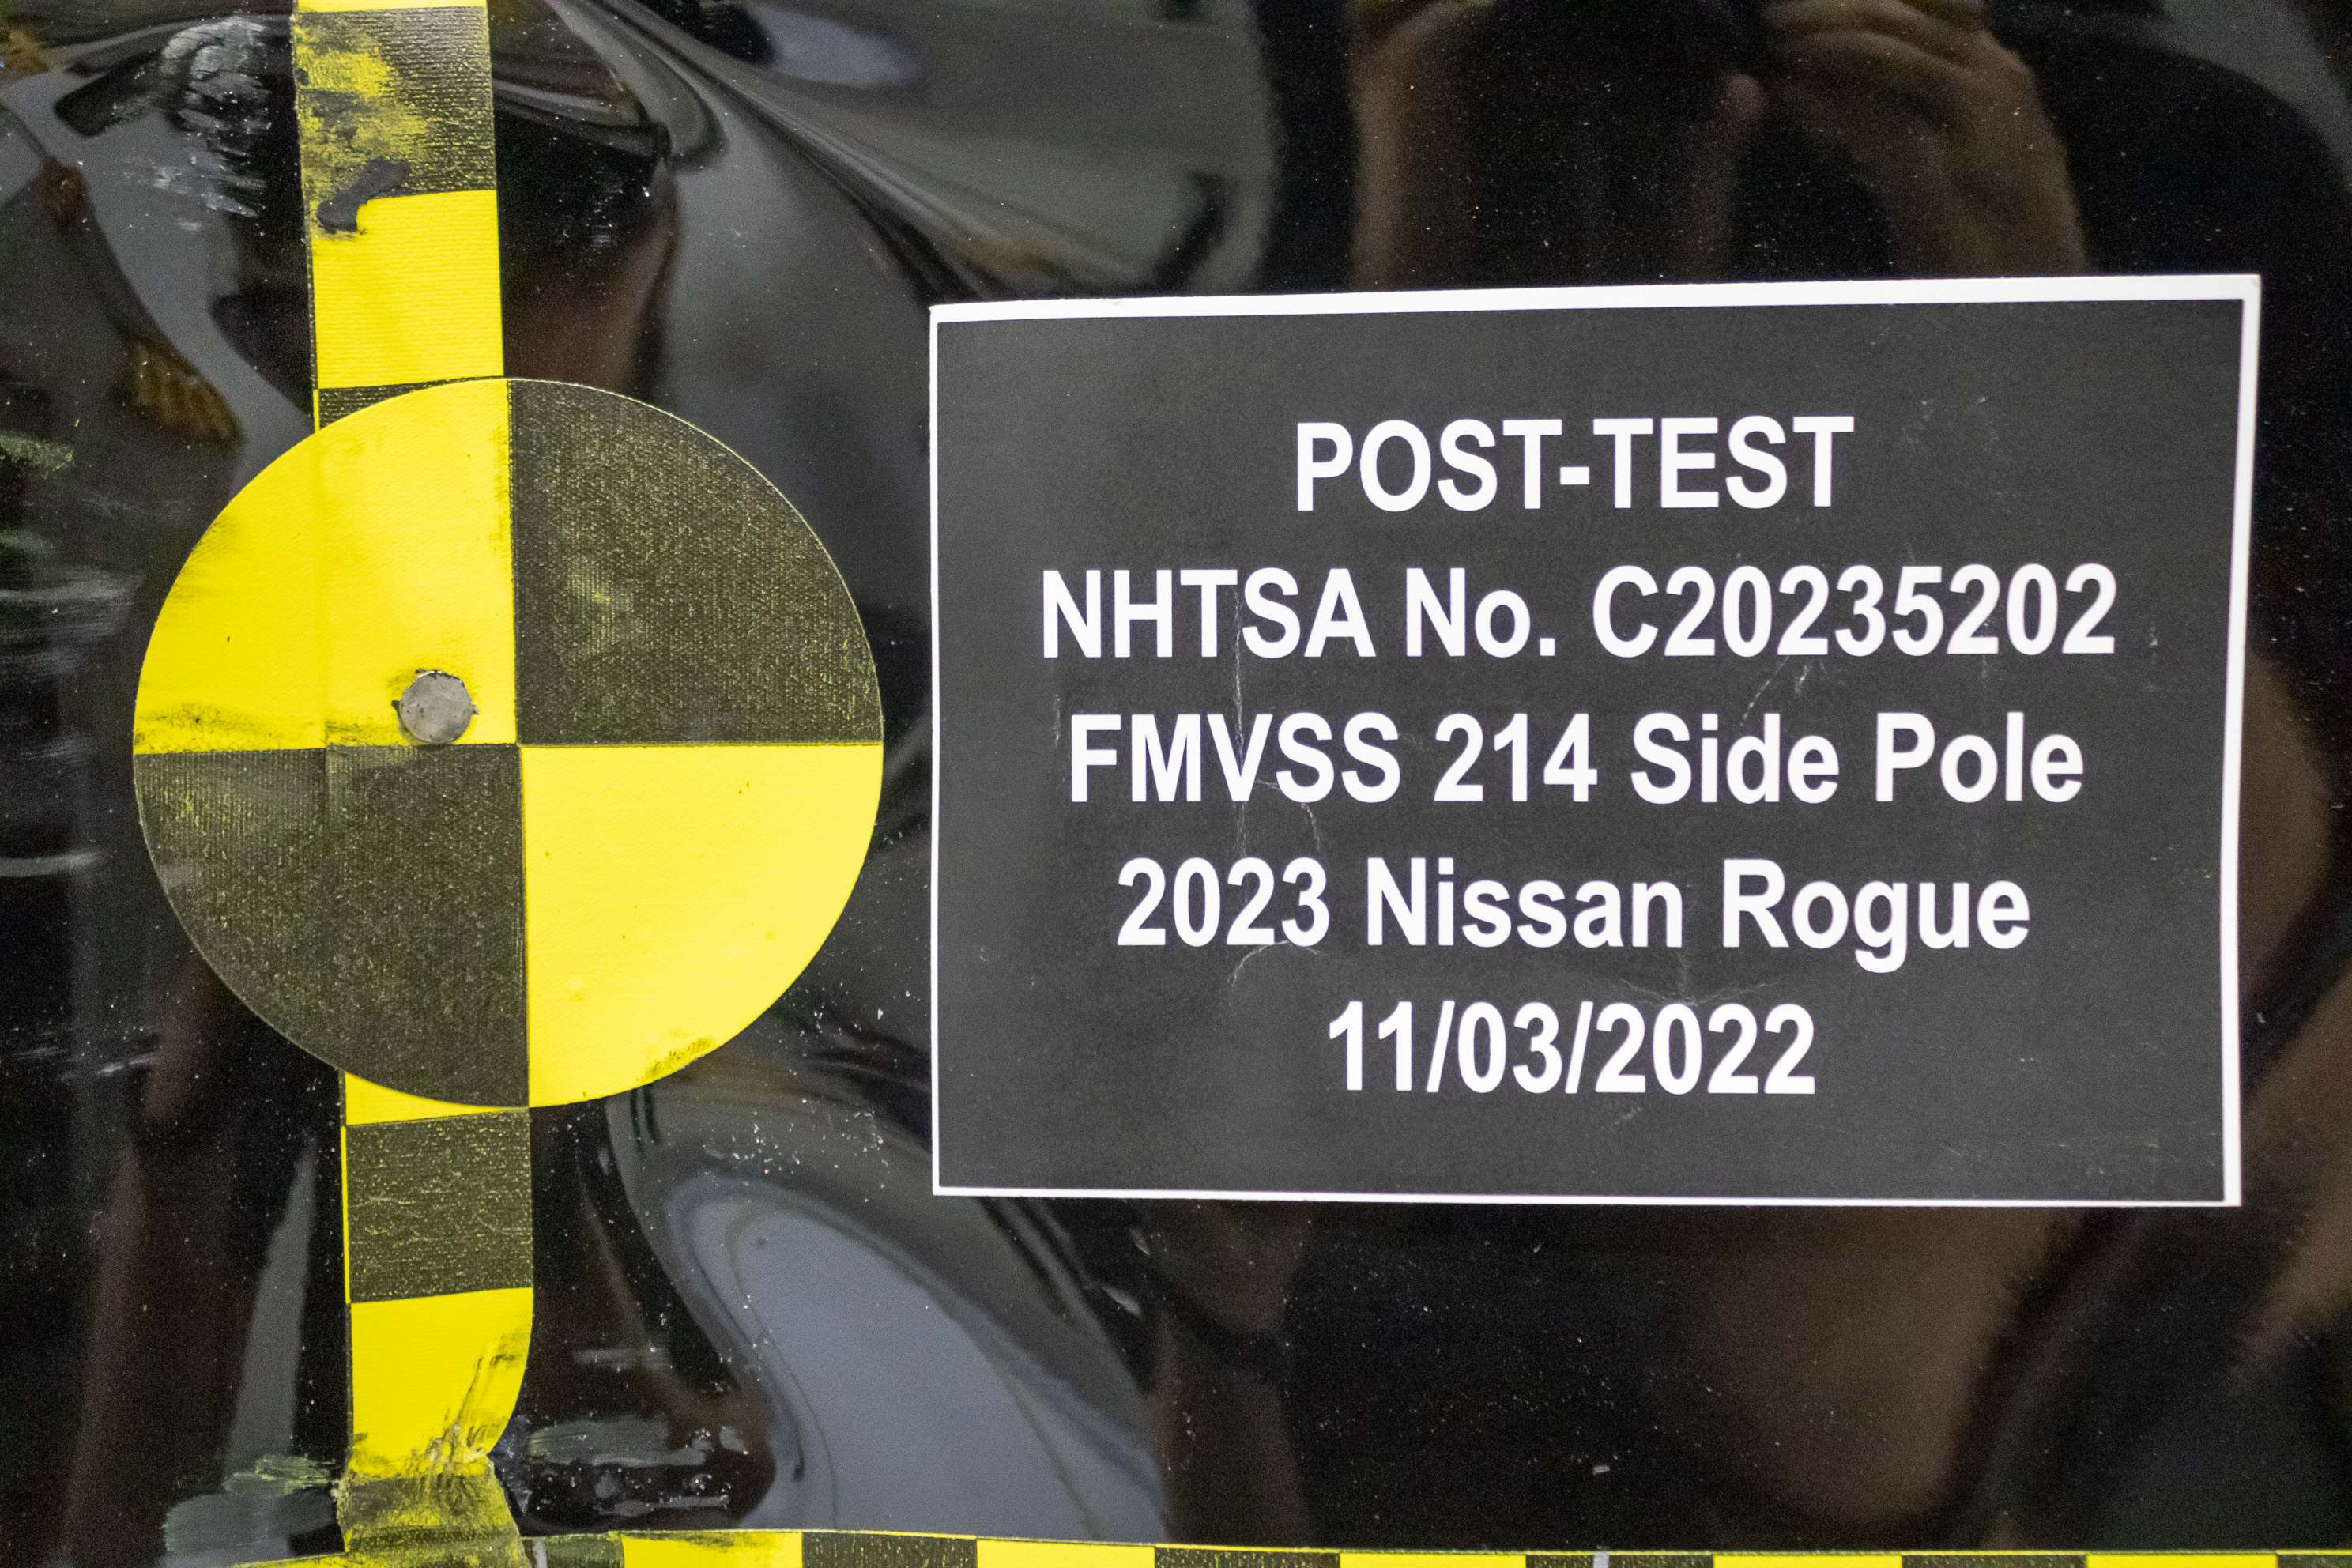 POST-TEST
NHTSA No. C20235202
FMVSS 214 Side Pole
2023 Nissan Rogue
11/03/2022